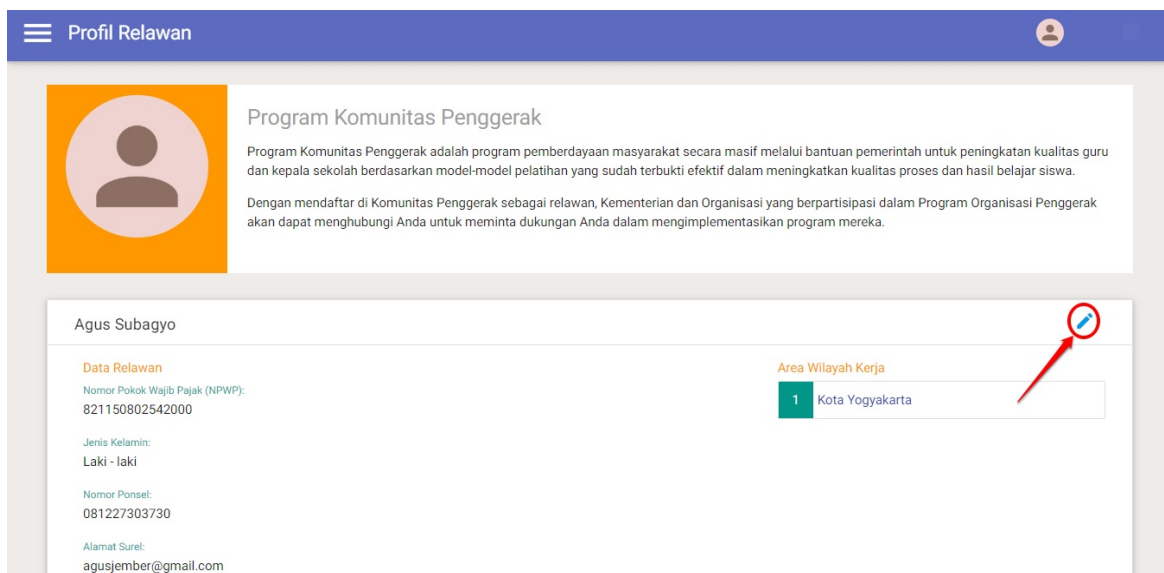 Profil Relawan
Program Komunitas Penggerak
Program Komunitas Penggerak adalah program pemberdayaan masyarakat secara masif melalui bantuan pemerintah untuk peningkatan kualitas guru
dan kepala sekolah berdasarkan model-model pelatihan yang sudah terbukti efektif dalam meningkatkan kualitas proses dan hasil belajar siswa.
Dengan mendaftar di Komunitas Penggerak sebagai relawan, Kementerian dan Organisasi yang berpartisipasi dalam Program Organisasi Penggerak
akan dapat menghubungi Anda untuk meminta dukungan Anda dalam mengimplementasikan program mereka.
Agus Subagyo
Data Relawan
Nomor Pokok Wajib Pajak (NPWP):
821150802542000
Jenis Kelamin:
Laki - laki
Nomor Ponsel:
081227303730
Alamat Surel:
agusjember@gmail.com
Area Wilayah Kerja
1 Kota Yogyakarta